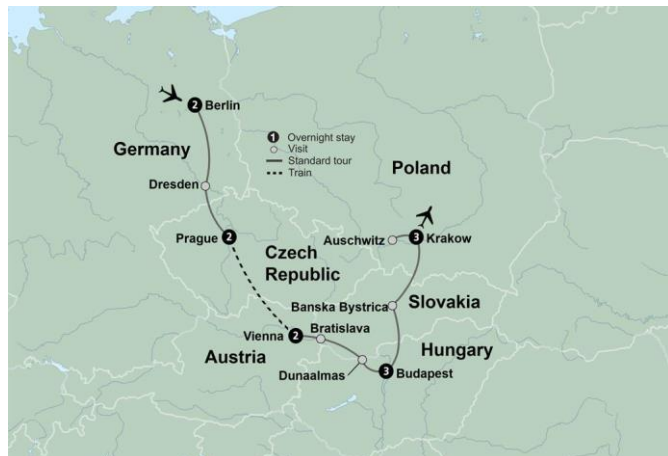 2 Berlin
1 Overnight stay
Visit
Standard tour
Train
Germany
Poland
Dresden
Prague 2
Auschwitz
3 Krakow
Czech
Republic
Banska Bystrica
Slovakia
Vienna 2
Bratislava
Austria
Hungary
Dunaalmas
3 Budapest